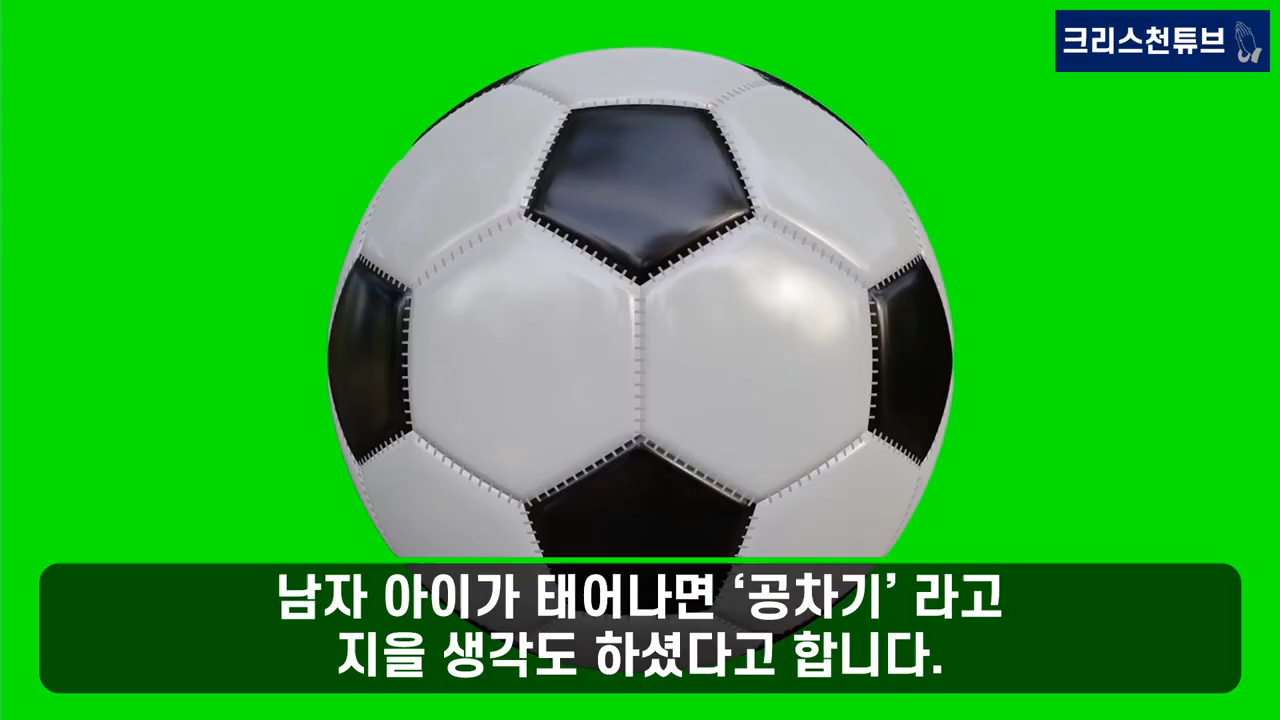 크리스천튜브
남자 아이가 태어나면 ‘공차기’ 라고
지을 생각도 하셨다고 합니다.